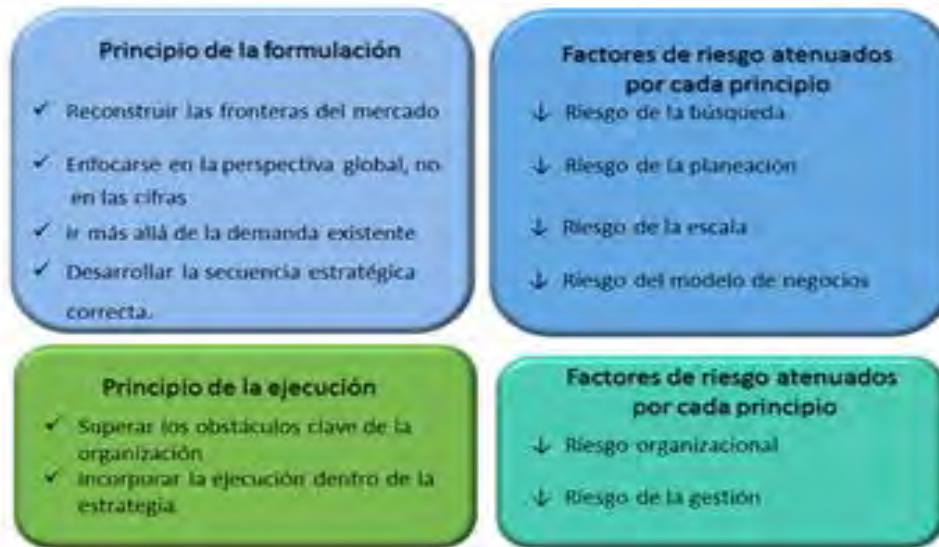 Principio de la formulación
✓ Reconstruir las fronteras del mercado
✓ Enfocarse en la perspectiva global, no
en las cifras
✓ Ir más allá de la demanda existente
✓ Desarrollar la secuencia estratégica
correcta.
Factores de riesgo atenuados
por cada principio
↓ Riesgo de la búsqueda
↓ Riesgo de la planeación
↓ Riesgo de la escala
↓ Riesgo del modelo de negocios
Principio de la ejecución
✓ Superar los obstáculos clave de la
organización
✓ Incorporar la ejecución dentro de la
estrategia
Factores de riesgo atenuados
por cada principio
↓ Riesgo organizacional
↓ Riesgo de la gestión